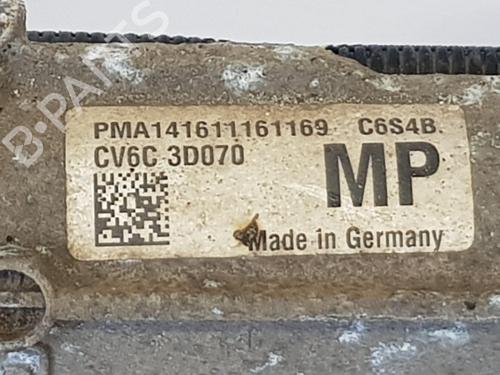 PMA141611161169 C6S4B.
CV6C 3D070
MP
Made in Germany
B-PARTS